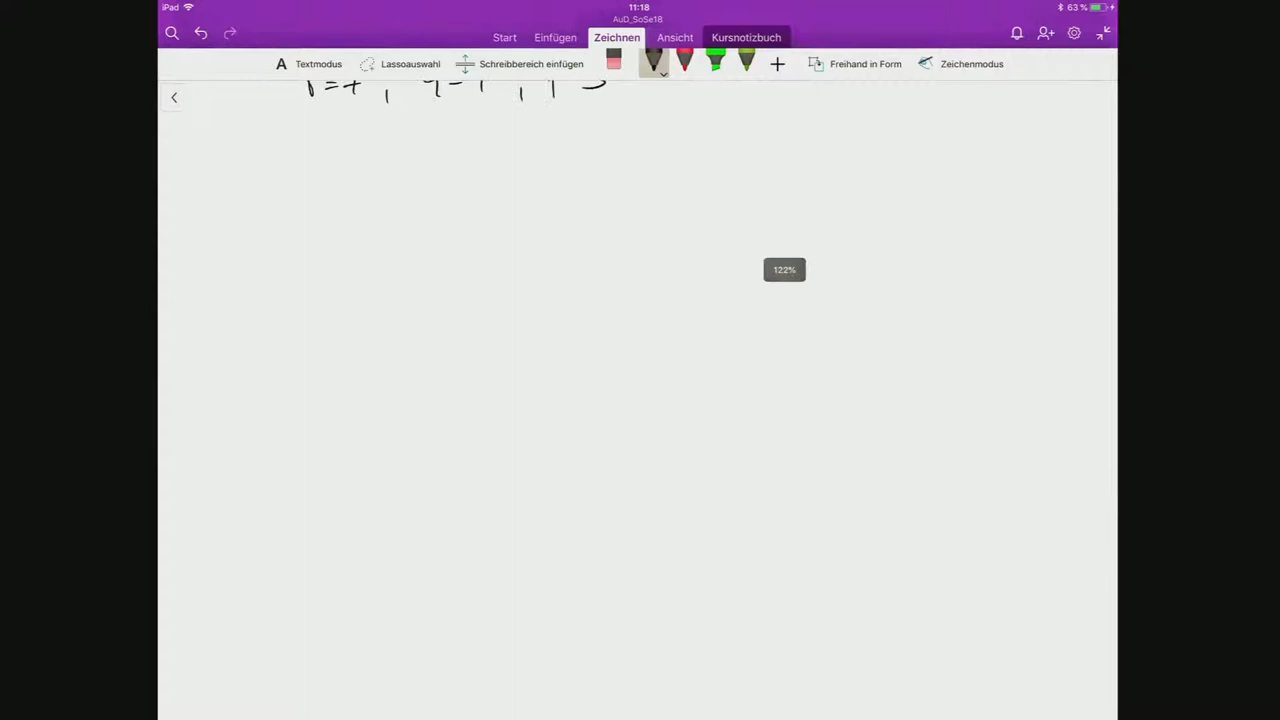 iPad 11:18 63 %
AuD_SoSe18
Start Einfügen Zeichnen Ansicht Kursnotizbuch
A Textmodus Lassoauswahl Schreibbereich einfügen Freihand in Form Zeichenmodus
122%